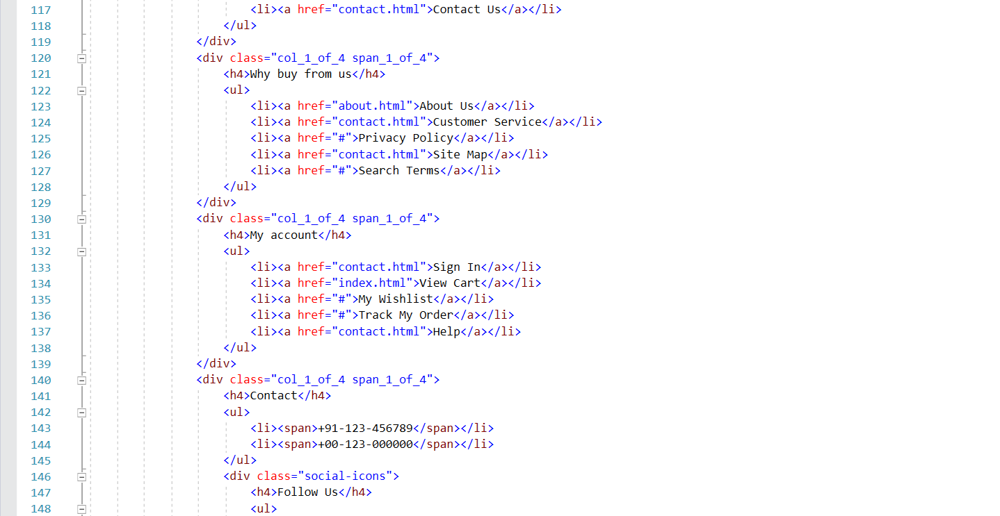 117 <li><a href="contact.html">Contact Us</a></li>
118 </ul>
119 </div>
120 <div class="col_1_of_4 span_1_of_4">
121 <h4>Why buy from us</h4>
122 <ul>
123 <li><a href="about.html">About Us</a></li>
124 <li><a href="contact.html">Customer Service</a></li>
125 <li><a href="#">Privacy Policy</a></li>
126 <li><a href="contact.html">Site Map</a></li>
127 <li><a href="#">Search Terms</a></li>
128 </ul>
129 </div>
130 <div class="col_1_of_4 span_1_of_4">
131 <h4>My account</h4>
132 <ul>
133 <li><a href="contact.html">Sign In</a></li>
134 <li><a href="index.html">View Cart</a></li>
135 <li><a href="#">My Wishlist</a></li>
136 <li><a href="#">Track My Order</a></li>
137 <li><a href="contact.html">Help</a></li>
138 </ul>
139 </div>
140 <div class="col_1_of_4 span_1_of_4">
141 <h4>Contact</h4>
142 <ul>
143 <li><span>+91-123-456789</span></li>
144 <li><span>+00-123-000000</span></li>
145 </ul>
146 <div class="social-icons">
147 <h4>Follow Us</h4>
148 <ul>